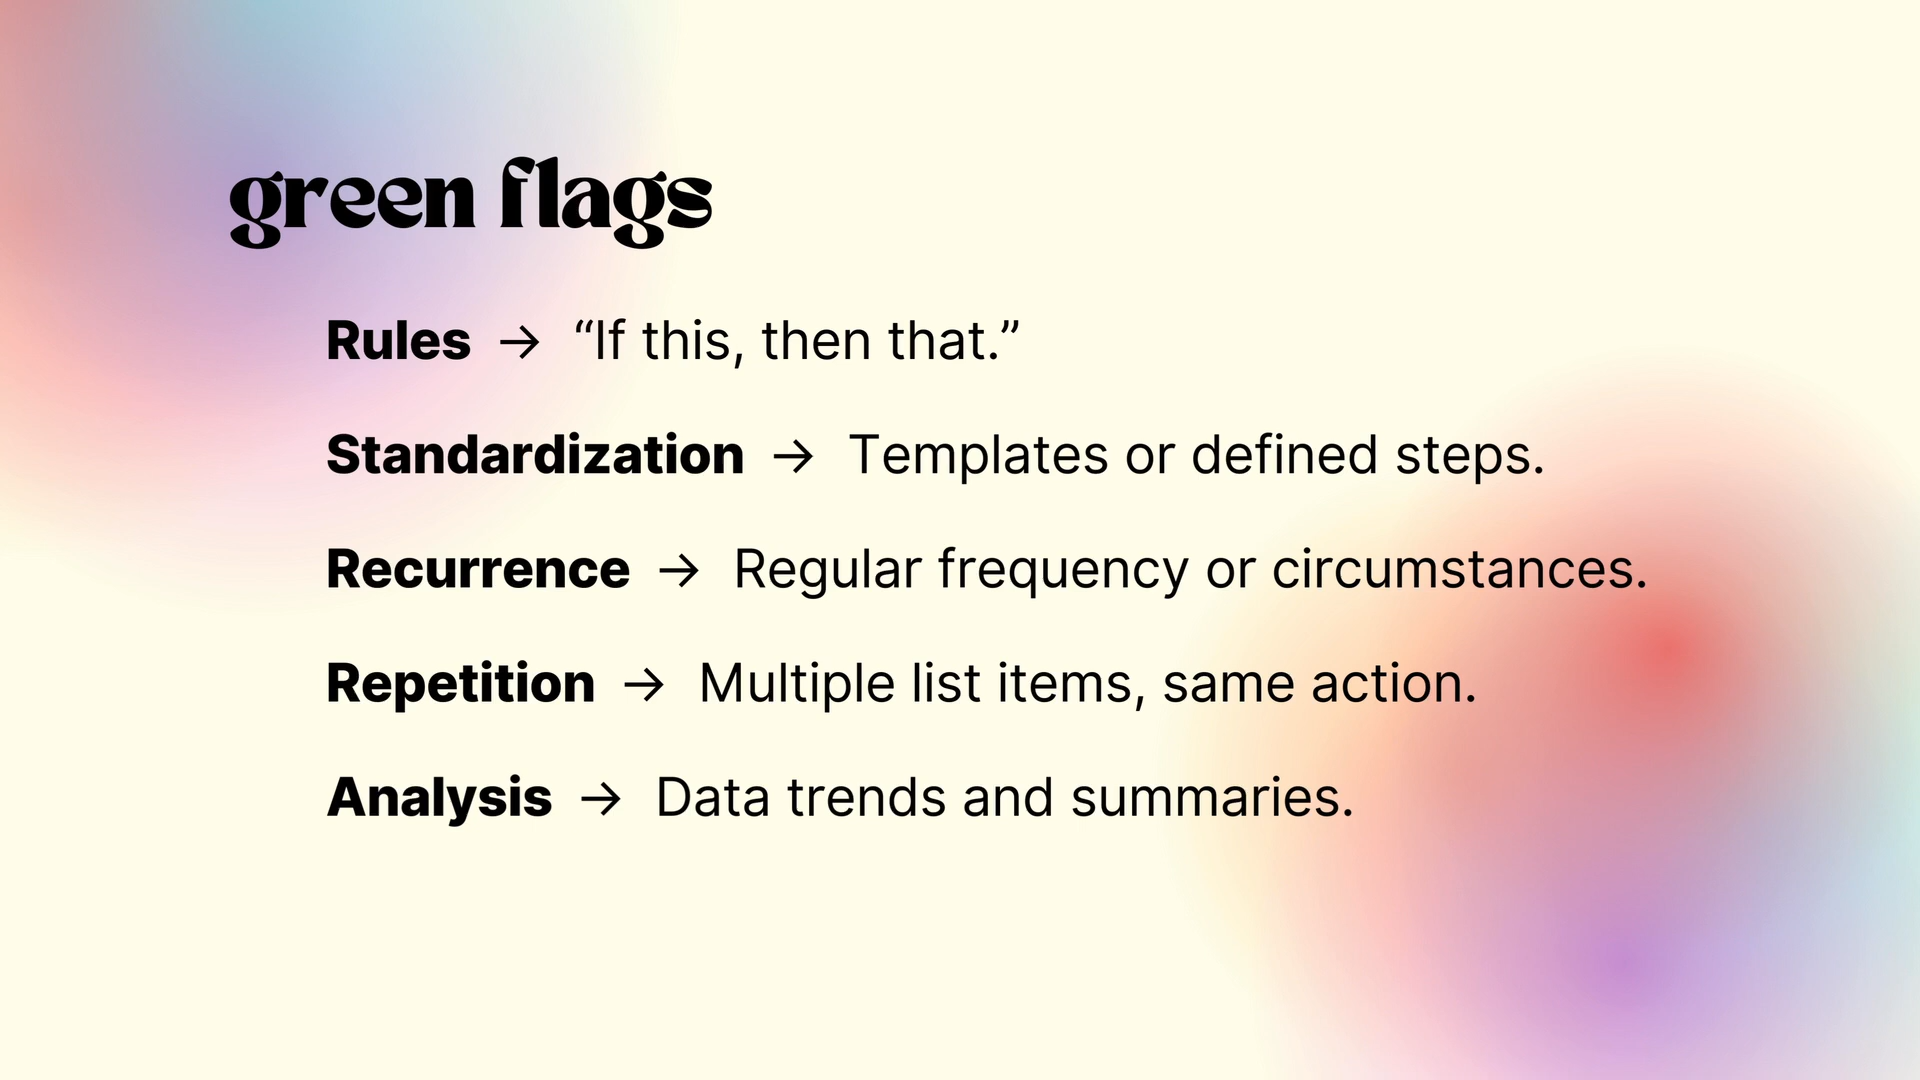 green flags
Rules → “If this, then that.”
Standardization → Templates or defined steps.
Recurrence → Regular frequency or circumstances.
Repetition → Multiple list items, same action.
Analysis → Data trends and summaries.